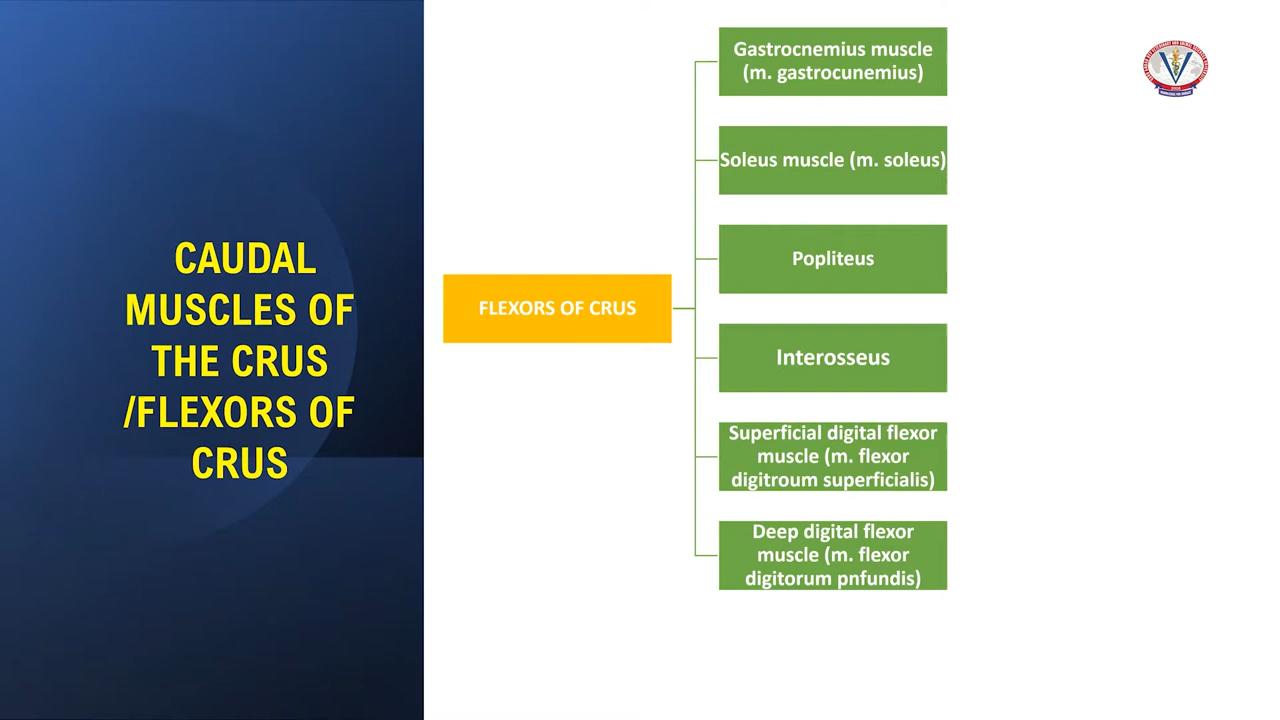 CAUDAL
MUSCLES OF
THE CRUS
/FLEXORS OF
CRUS
FLEXORS OF CRUS
Gastrocnemius muscle
(m. gastrocunemius)
Soleus muscle (m. soleus)
Popliteus
Interosseus
Superficial digital flexor
muscle (m. flexor
digitroum superficialis)
Deep digital flexor
muscle (m. flexor
digitorum pnfundis)